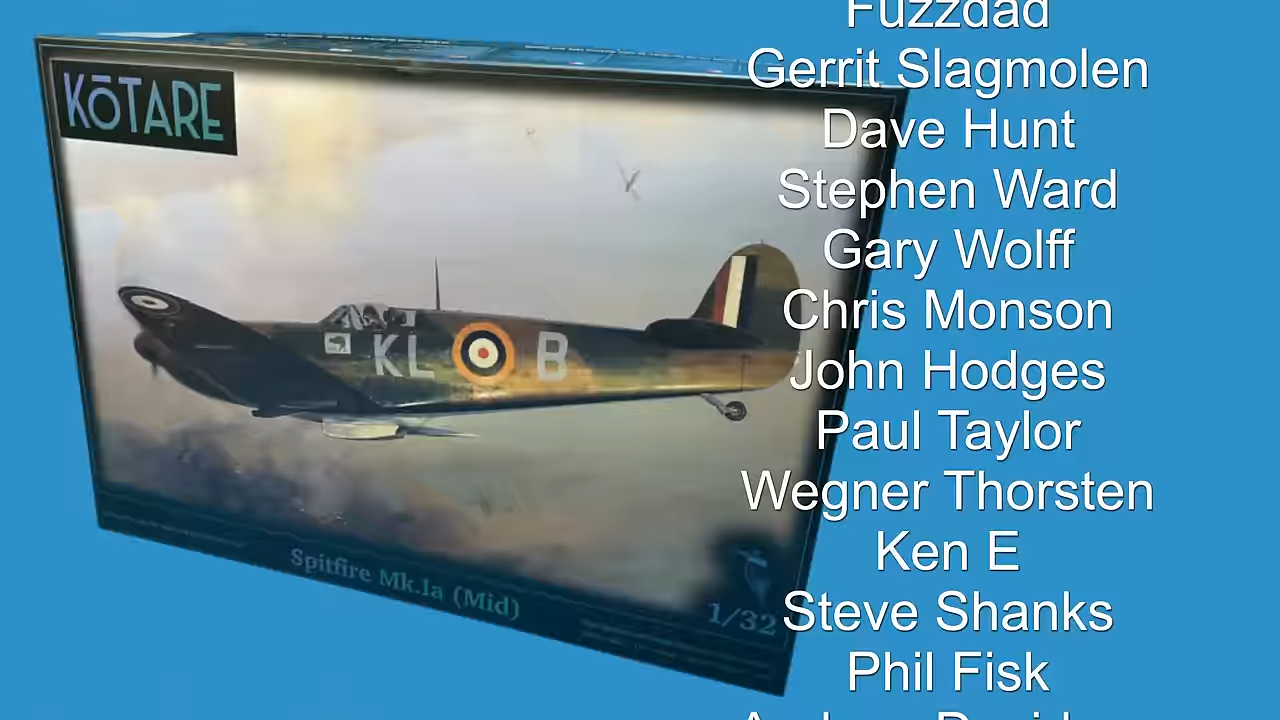 KōTARE
KL B
Spitfire Mk.Ia (Mid)
1/32
Fuzzdad
Gerrit Slagmolen
Dave Hunt
Stephen Ward
Gary Wolff
Chris Monson
John Hodges
Paul Taylor
Wegner Thorsten
Ken E
Steve Shanks
Phil Fisk